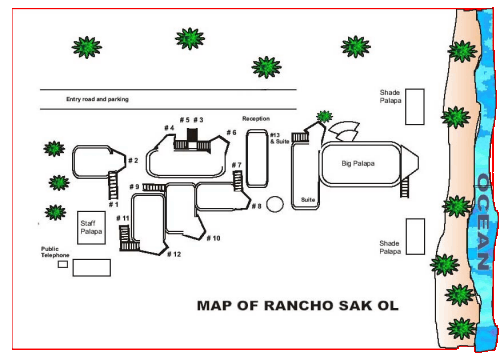 Shade
Palapa
Entry road and parking
Reception
# 5 # 3
# 4
# 6
#13
& Suite
# 2
# 7
Big Palapa
# 9
# 1
# 8
Suite
# 11
Staff
Palapa
# 10
Public
Telephone
# 12
Shade
Palapa
OCEAN
MAP OF RANCHO SAK OL